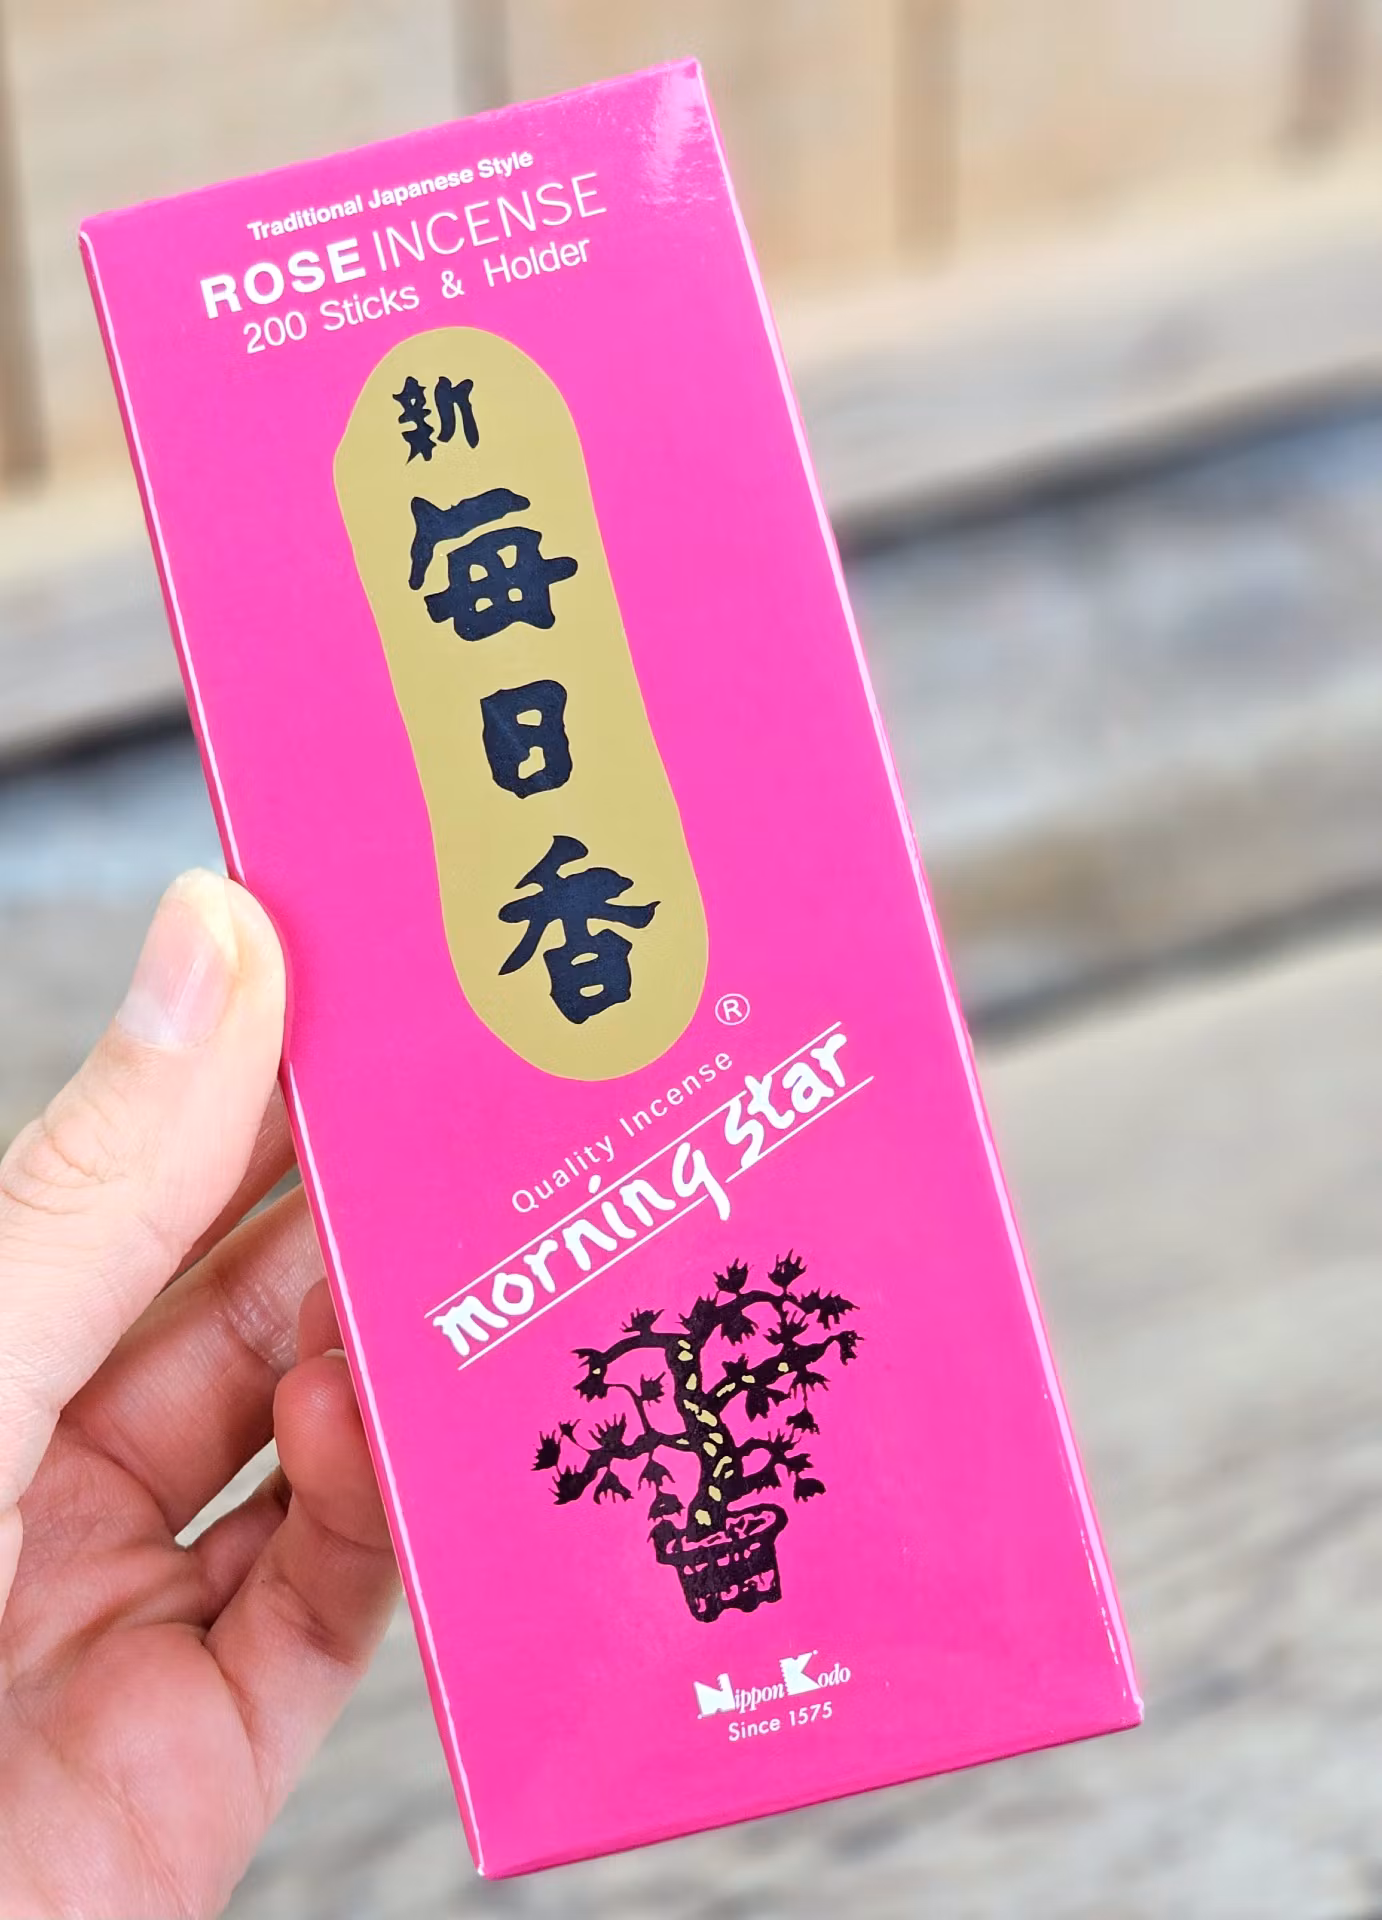 Traditional Japanese Style
ROSE INCENSE
200 Sticks & Holder
新
毎日香
®
Quality Incense
morning star
Nippon Kodo
Since 1575